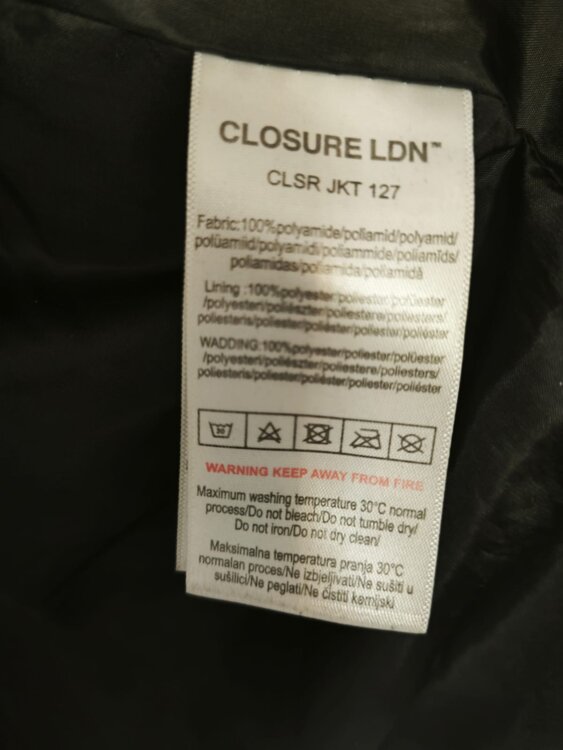 CLOSURE LDN™
CLSR JKT 127
Fabric:100%polyamide/poliamid/polyamid/
polüamiid/polyamidi/poliammide/poliamīds/
poliamidas/poliamida/poliamidă
Lining :100%polyester/poliester/polüester
/polyesteri/poliészter/poliestere/poliesters/
poliesteris/poliester/poliéster/poliester/poliéster
WADDING:100%polyester/poliester/polüester
/polyesteri/poliészter/poliestere/poliesters/
poliesteris/poliester/poliéster/poliester/poliéster
30
WARNING KEEP AWAY FROM FIRE
Maximum washing temperature 30°C normal
process/Do not bleach/Do not tumble dry/
Do not iron/Do not dry clean/
Maksimalna temperatura pranja 30°C
normalan proces/Ne izbjeljivati/Ne sušiti u
sušilici/Ne peglati/Ne čistiti kemijski